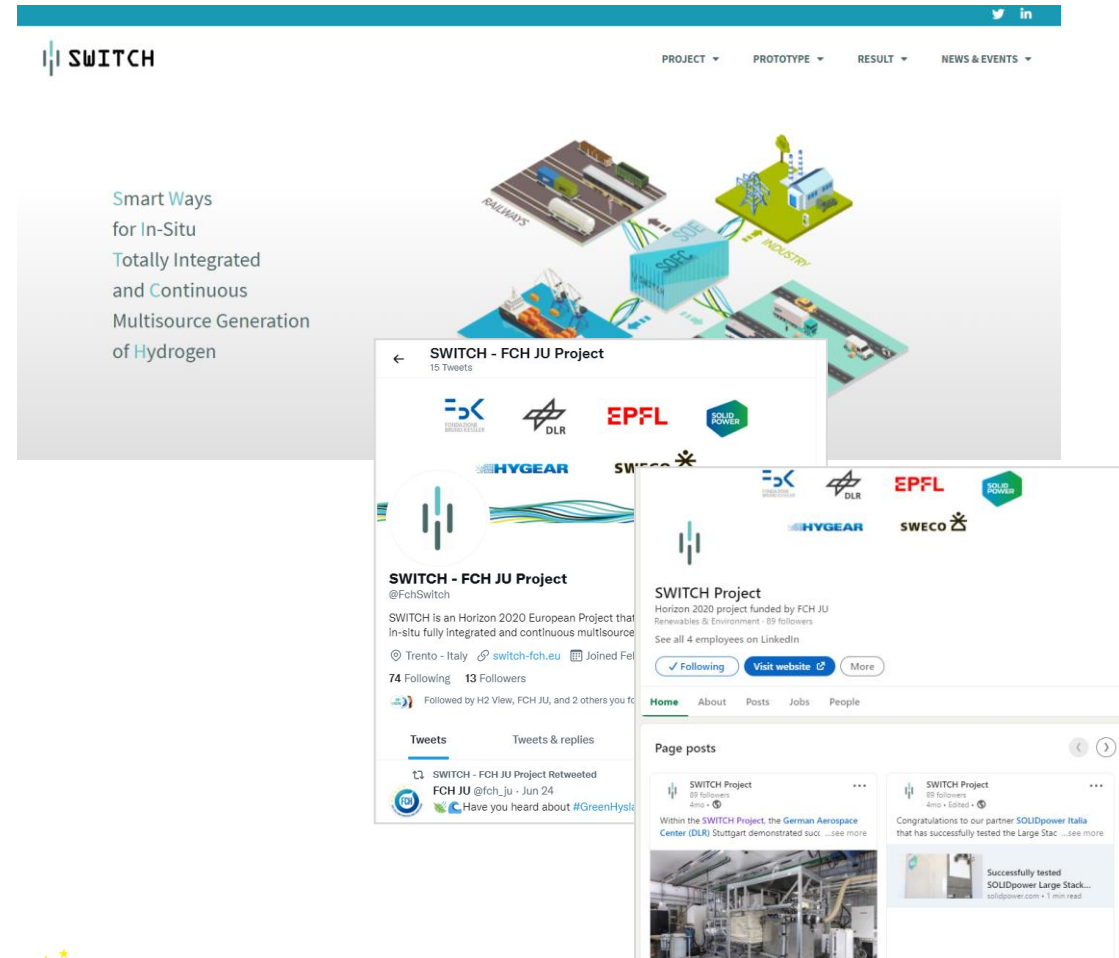 SWITCH
PROJECT
PROTOTYPE
RESULT
NEWS & EVENTS
Smart Ways
for In-Situ
Totally Integrated
and Continuous
Multisource Generation
of Hydrogen
RAILWAYS
INDUSTRY
SOE
SOFC
SWITCH
SWITCH - FCH JU Project
15 Tweets
FONDAZIONE
BRUNO KESSLER
DLR
EPFL
SOLID
POWER
HYGEAR
SWITCH - FCH JU Project
@FchSwitch
SWITCH is an Horizon 2020 European Project that
in-situ fully integrated and continuous multisource
Trento - Italy switch-fch.eu Joined Fe
74 Following 13 Followers
Followed by H2 View, FCH JU, and 2 others you fo
Tweets Tweets & replies
SWITCH - FCH JU Project Retweeted
FCH JU @fch_ju · Jun 24
Have you heard about #GreenHysla
DLR
EPFL
SOLID
POWER
HYGEAR
SWECO
SWITCH Project
Horizon 2020 project funded by FCH JU
Renewables & Environment · 89 followers
See all 4 employees on LinkedIn
Following Visit website More
Home About Posts Jobs People
Page posts
SWITCH Project
89 followers
4mo •
Within the SWITCH Project, the German Aerospace
Center (DLR) Stuttgart demonstrated succ ...see more
SWITCH Project
89 followers
4mo • Edited •
Congratulations to our partner SOLIDpower Italia
that has successfully tested the Large Stac ...see more
Successfully tested
SOLIDpower Large Stack...
solidpower.com • 1 min read